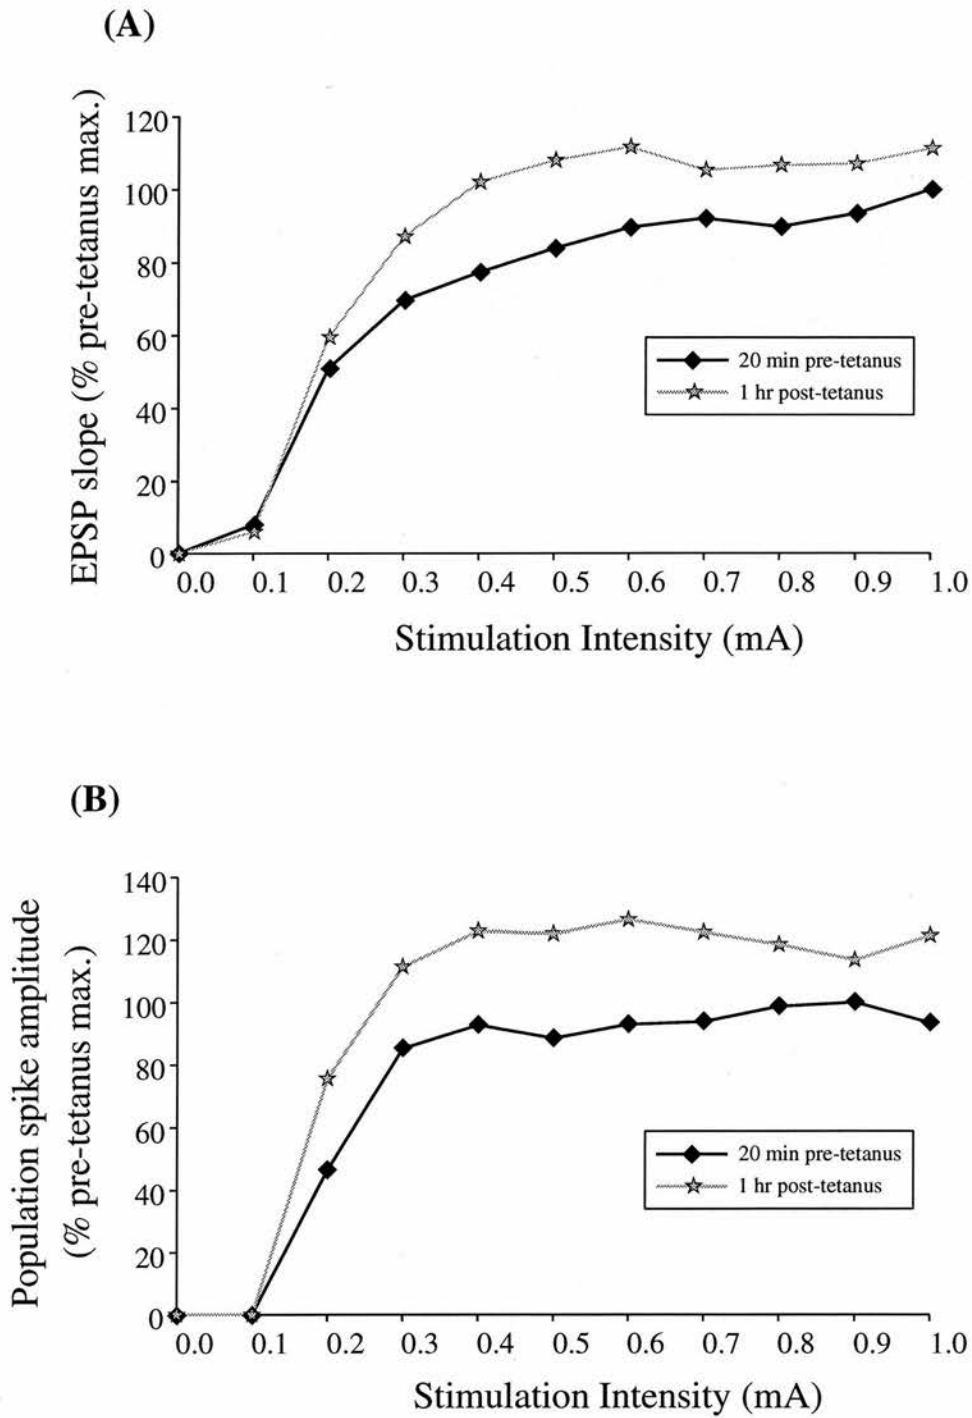 (A)
EPSP slope (% pre-tetanus max.)
120
100
80
60
40
20
0
0.0 0.1 0.2 0.3 0.4 0.5 0.6 0.7 0.8 0.9 1.0
Stimulation Intensity (mA)
20 min pre-tetanus
1 hr post-tetanus
(B)
Population spike amplitude
(% pre-tetanus max.)
140
120
100
80
60
40
20
0
0.0 0.1 0.2 0.3 0.4 0.5 0.6 0.7 0.8 0.9 1.0
Stimulation Intensity (mA)
20 min pre-tetanus
1 hr post-tetanus